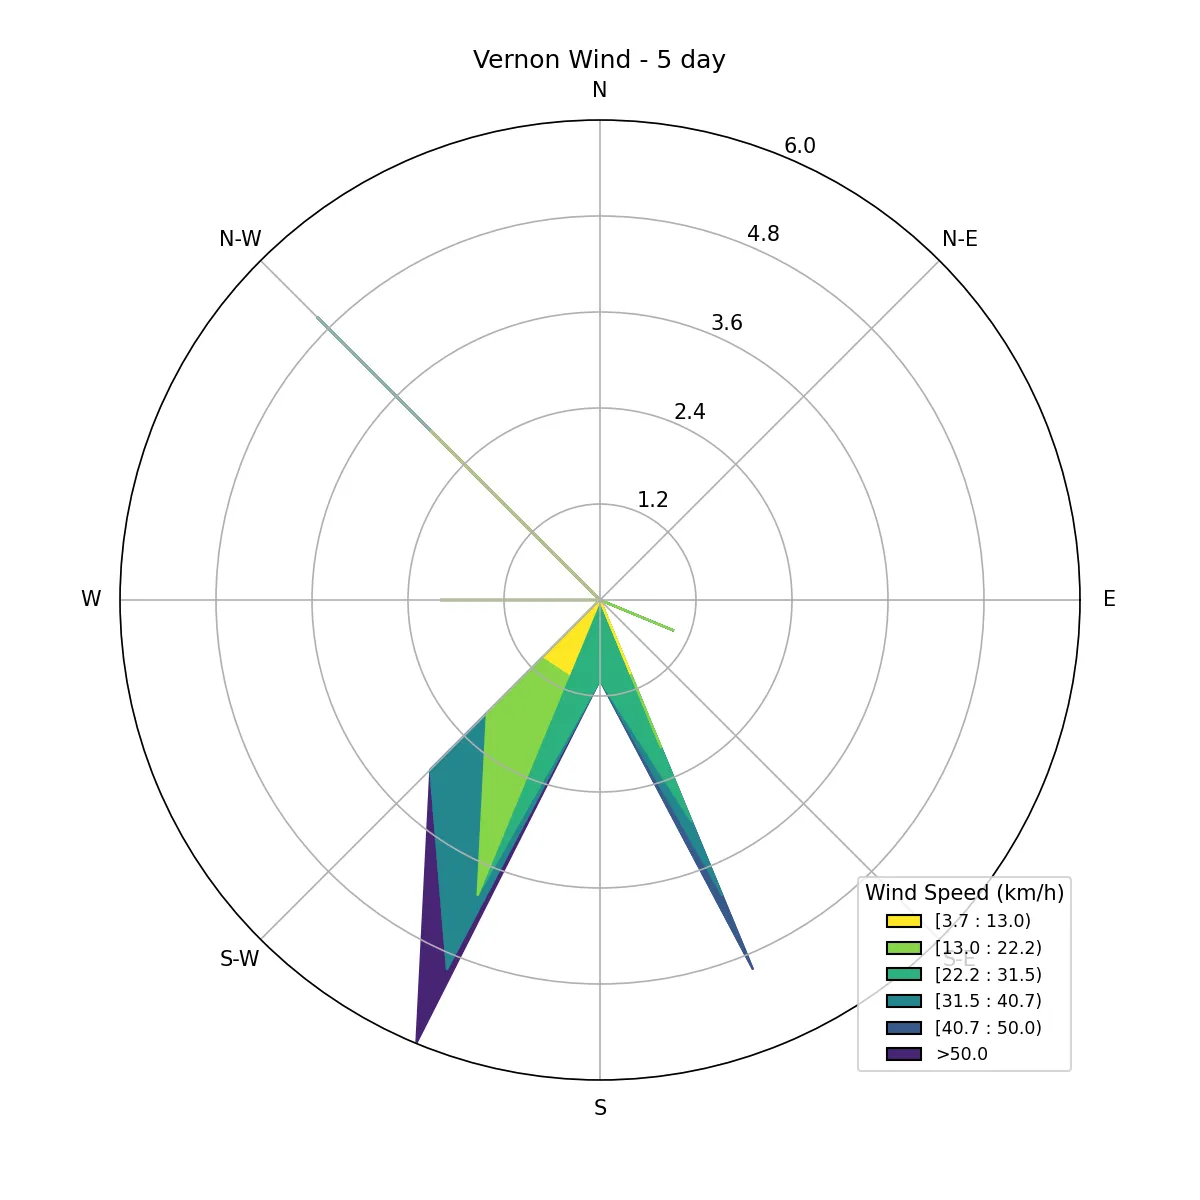 Vernon Wind - 5 day
N
6.0
N-W
4.8
N-E
3.6
2.4
1.2
W
E
Wind Speed (km/h)
[3.7 : 13.0)
[13.0 : 22.2)
S-W
S-E
[22.2 : 31.5)
[31.5 : 40.7)
[40.7 : 50.0)
>50.0
S